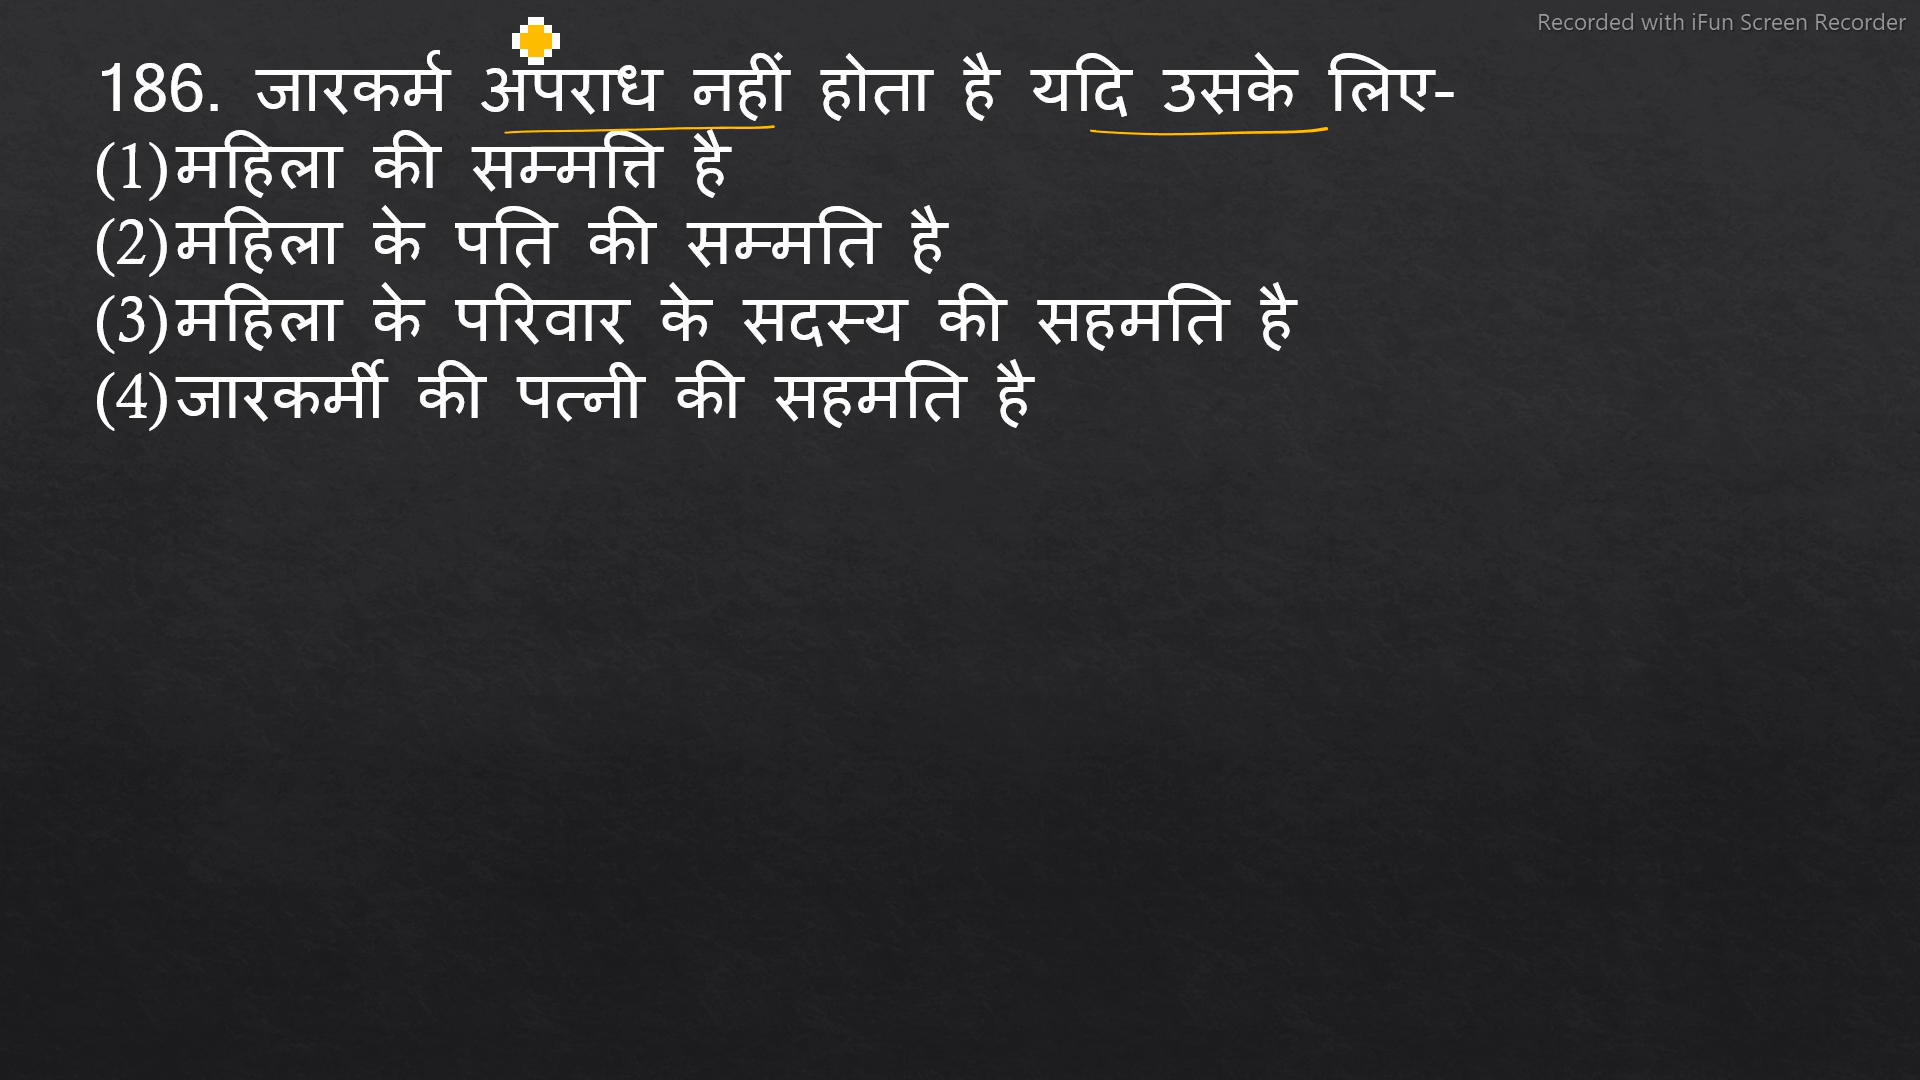 Recorded with iFun Screen Recorder
186. जारकर्म अपराध नहीं होता है यदि उसके लिए-
(1)महिला की सम्मत्ति है
(2)महिला के पति की सम्मति है
(3)महिला के परिवार के सदस्य की सहमति है
(4)जारकर्मी की पत्नी की सहमति है